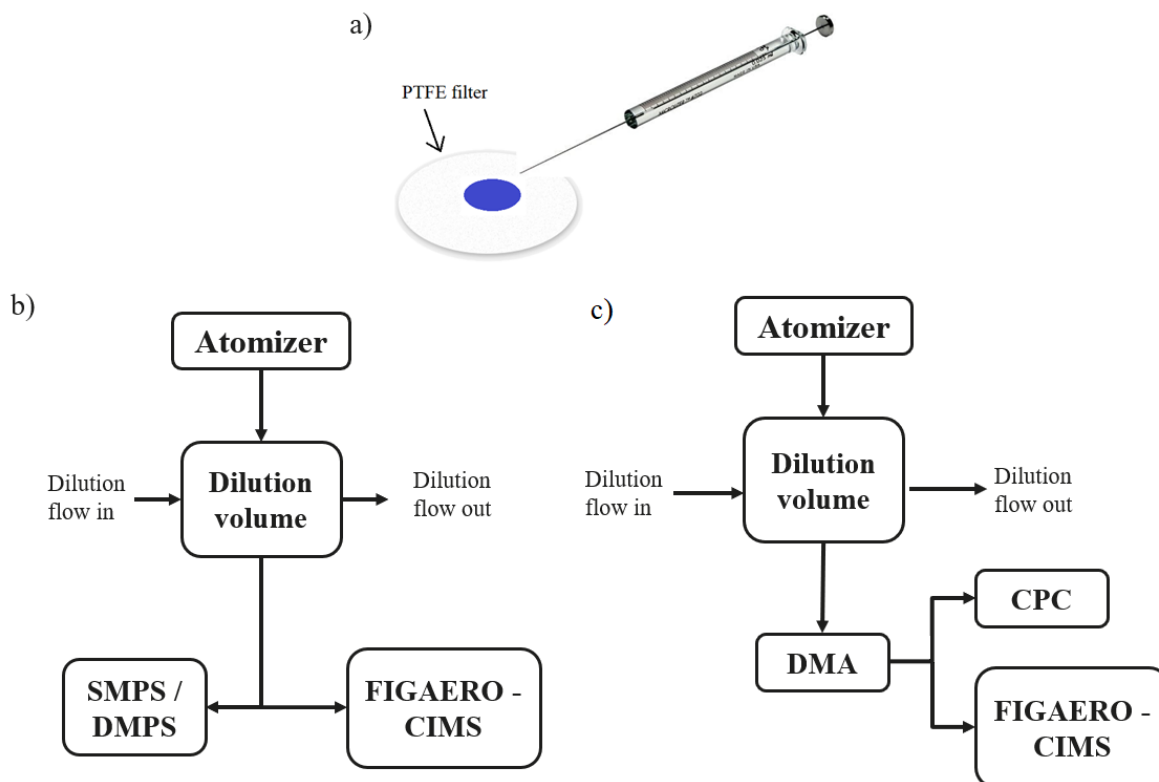 a)
PTFE filter
b)
Atomizer
Dilution
flow in
Dilution
volume
Dilution
flow out
SMPS /
DMPS
FIGAERO -
CIMS
c)
Atomizer
Dilution
flow in
Dilution
volume
Dilution
flow out
DMA
CPC
FIGAERO -
CIMS